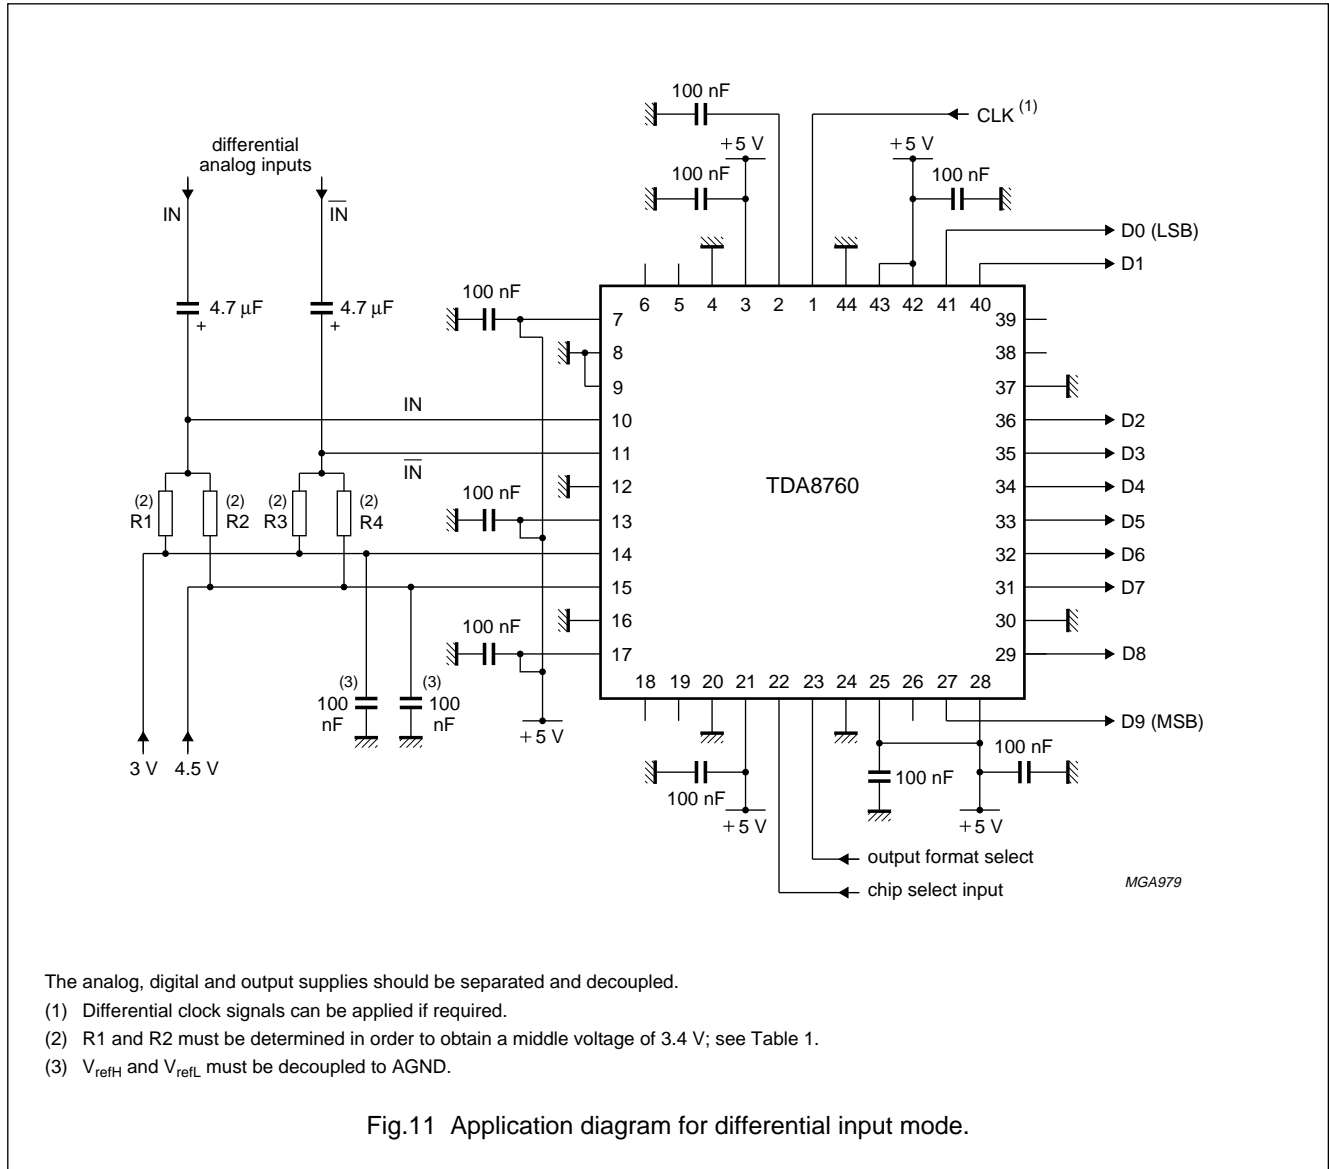 100 nF
CLK (1)
differential
analog inputs
+5 V
+5 V
100 nF
100 nF
IN
IN
D0 (LSB)
D1
6 5 4 3 2 1 44 43 42 41 40
100 nF
4.7 µF
+
4.7 µF
+
7
39
8
38
9
37
IN
10
36
D2
11
35
D3
IN
12
TDA8760
34
D4
(2)
R1
(2)
R2
(2)
R3
(2)
R4
100 nF
13
33
D5
14
32
D6
15
31
D7
16
30
100 nF
17
29
D8
18 19 20 21 22 23 24 25 26 27 28
(3)
100
nF
(3)
100
nF
+5 V
D9 (MSB)
3 V
4.5 V
100 nF
+5 V
100 nF
100 nF
+5 V
output format select
chip select input
MGA979
The analog, digital and output supplies should be separated and decoupled.
(1) Differential clock signals can be applied if required.
(2) R1 and R2 must be determined in order to obtain a middle voltage of 3.4 V; see Table 1.
(3) VrefH and VrefL must be decoupled to AGND.
Fig.11 Application diagram for differential input mode.